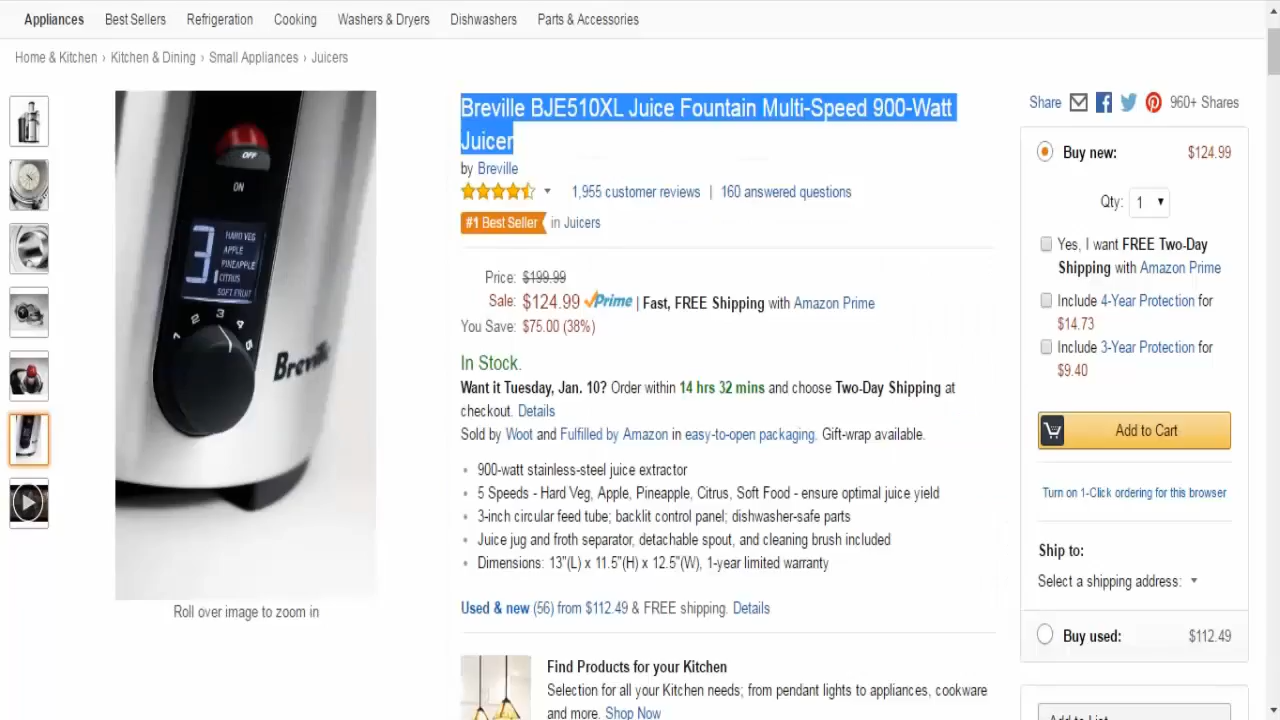 Appliances Best Sellers Refrigeration Cooking Washers & Dryers Dishwashers Parts & Accessories
Home & Kitchen › Kitchen & Dining › Small Appliances › Juicers
OFF
ON
3
HARD VEG
APPLE
PINEAPPLE
CITRUS
SOFT FRUIT
1 2 3 4 5
Breville
Roll over image to zoom in
Breville BJE510XL Juice Fountain Multi-Speed 900-Watt
Juicer
by Breville
1,955 customer reviews | 160 answered questions
#1 Best Seller in Juicers
Price: $199.99
Sale: $124.99 Prime | Fast, FREE Shipping with Amazon Prime
You Save: $75.00 (38%)
In Stock.
Want it Tuesday, Jan. 10? Order within 14 hrs 32 mins and choose Two-Day Shipping at
checkout. Details
Sold by Woot and Fulfilled by Amazon in easy-to-open packaging. Gift-wrap available.
• 900-watt stainless-steel juice extractor
• 5 Speeds - Hard Veg, Apple, Pineapple, Citrus, Soft Food - ensure optimal juice yield
• 3-inch circular feed tube; backlit control panel; dishwasher-safe parts
• Juice jug and froth separator, detachable spout, and cleaning brush included
• Dimensions: 13"(L) x 11.5"(H) x 12.5"(W), 1-year limited warranty
Used & new (56) from $112.49 & FREE shipping. Details
Find Products for your Kitchen
Selection for all your Kitchen needs; from pendant lights to appliances, cookware
and more. Shop Now
Share 960+ Shares
Buy new: $124.99
Qty: 1
Yes, I want FREE Two-Day
Shipping with Amazon Prime
Include 4-Year Protection for
$14.73
Include 3-Year Protection for
$9.40
Add to Cart
Turn on 1-Click ordering for this browser
Ship to:
Select a shipping address:
Buy used: $112.49
Add to List